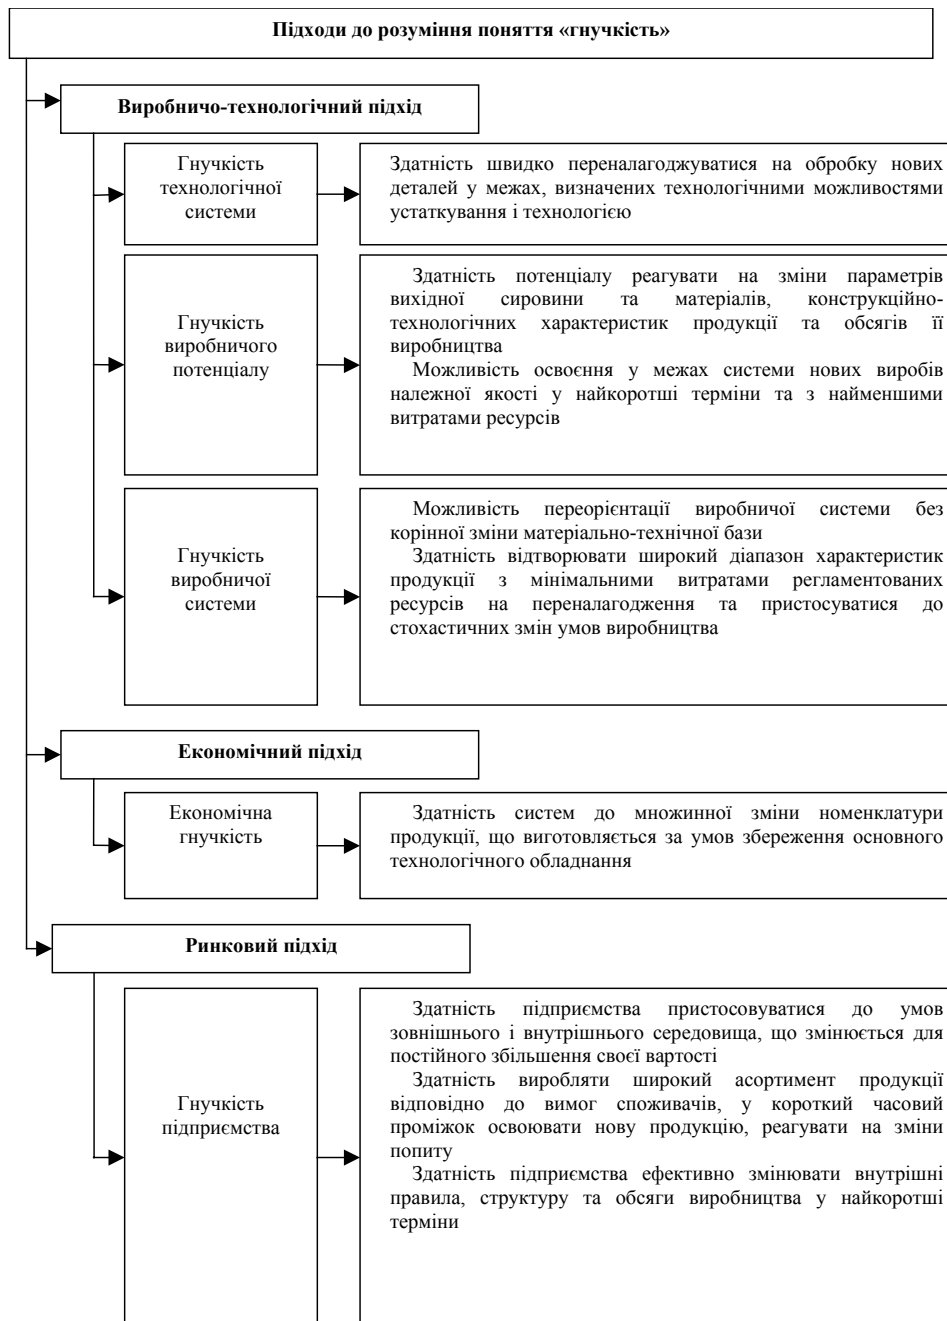 Підходи до розуміння поняття «гнучкість»
Виробничо-технологічний підхід
Гнучкість
технологічної
системи
Здатність швидко переналагоджуватися на обробку нових
деталей у межах, визначених технологічними можливостями
устаткування і технологією
Гнучкість
виробничого
потенціалу
Здатність потенціалу реагувати на зміни параметрів
вихідної сировини та матеріалів, конструкційно-
технологічних характеристик продукції та обсягів її
виробництва
Можливість освоєння у межах системи нових виробів
належної якості у найкоротші терміни та з найменшими
витратами ресурсів
Гнучкість
виробничої
системи
Можливість переорієнтації виробничої системи без
корінної зміни матеріально-технічної бази
Здатність відтворювати широкий діапазон характеристик
продукції з мінімальними витратами регламентованих
ресурсів на переналагодження та пристосуватися до
стохастичних змін умов виробництва
Економічний підхід
Економічна
гнучкість
Здатність систем до множинної зміни номенклатури
продукції, що виготовляється за умов збереження основного
технологічного обладнання
Ринковий підхід
Гнучкість
підприємства
Здатність підприємства пристосовуватися до умов
зовнішнього і внутрішнього середовища, що змінюється для
постійного збільшення своєї вартості
Здатність виробляти широкий асортимент продукції
відповідно до вимог споживачів, у короткий часовий
проміжок освоювати нову продукцію, реагувати на зміни
попиту
Здатність підприємства ефективно змінювати внутрішні
правила, структуру та обсяги виробництва у найкоротші
терміни